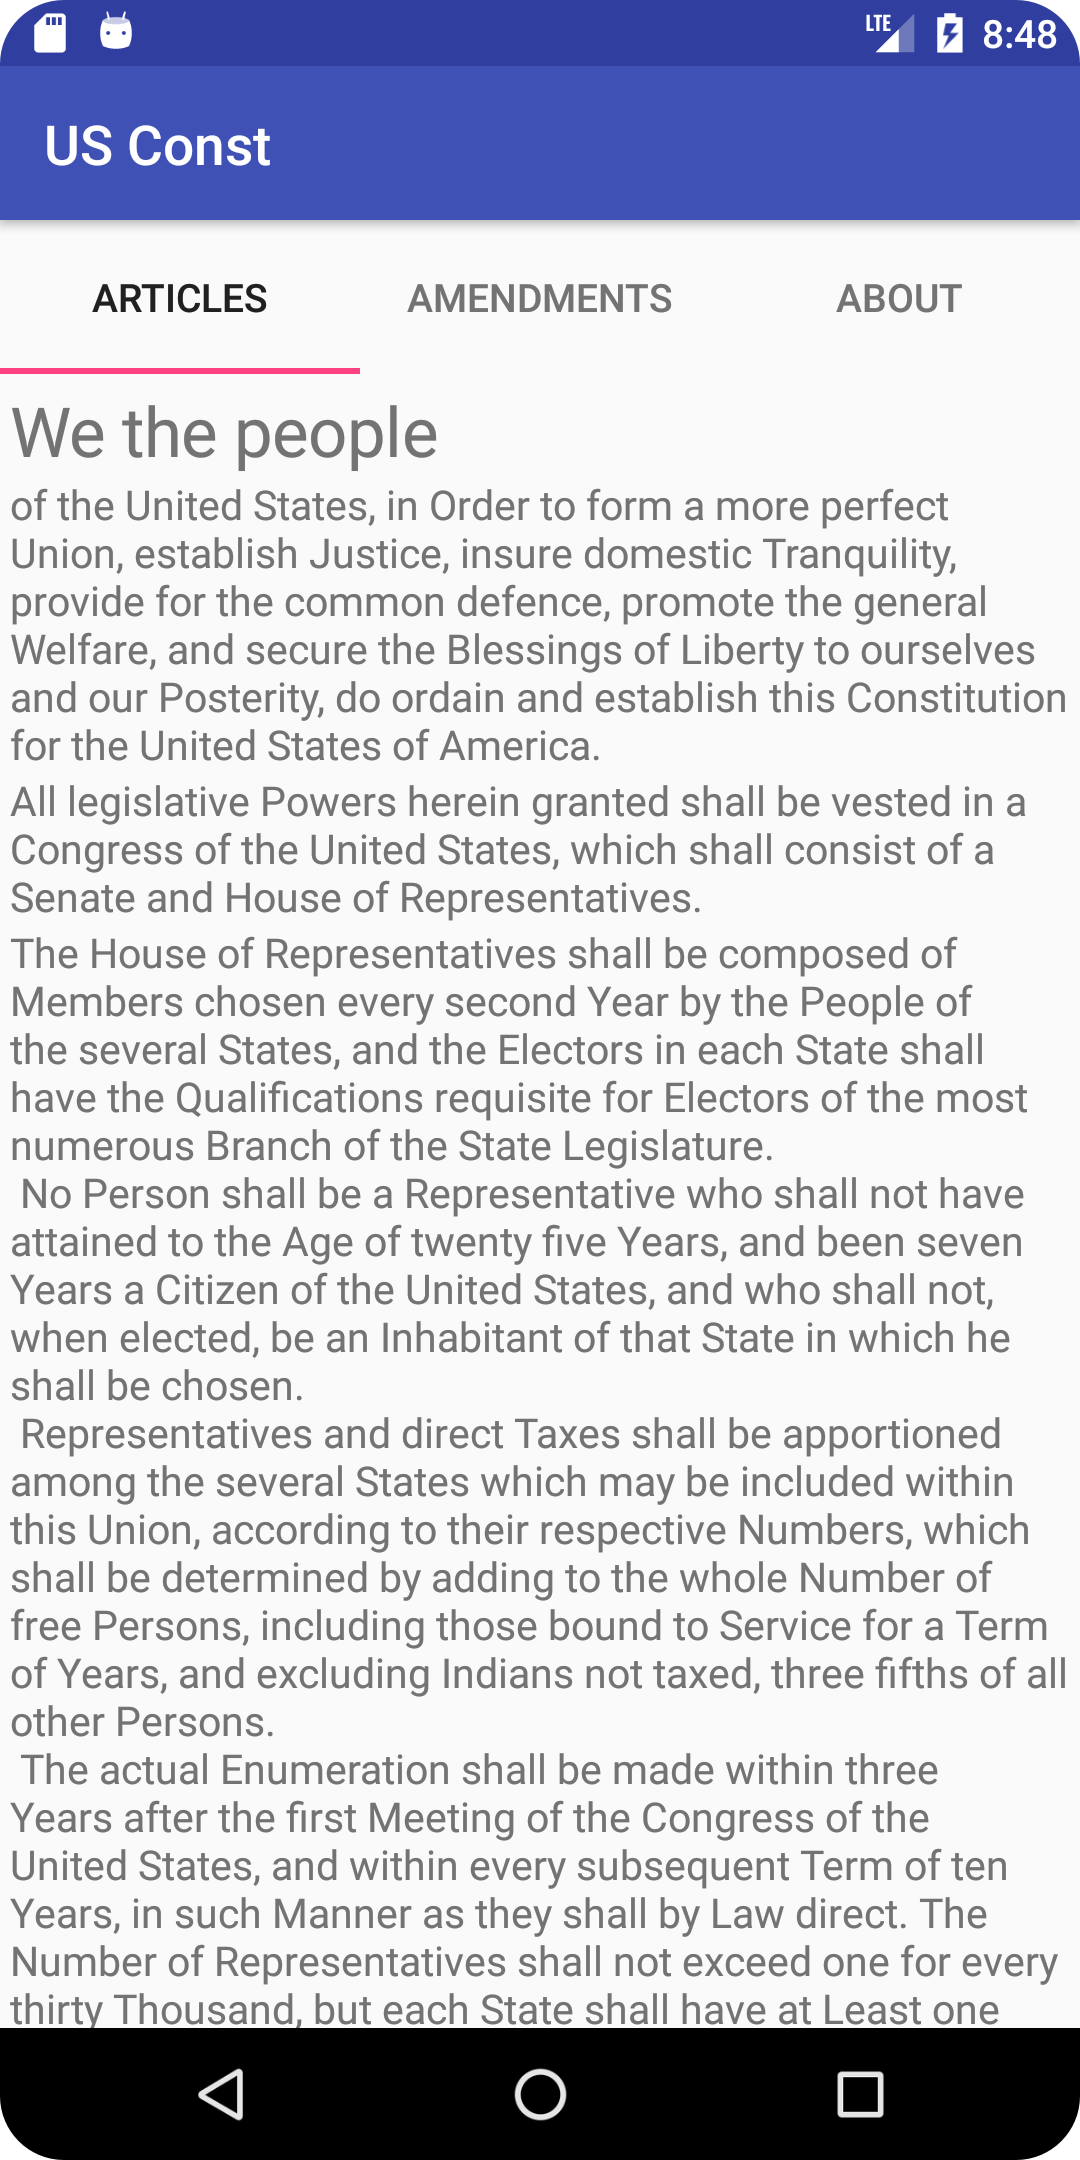 LTE 8:48
US Const
ARTICLES AMENDMENTS ABOUT
We the people
of the United States, in Order to form a more perfect
Union, establish Justice, insure domestic Tranquility,
provide for the common defence, promote the general
Welfare, and secure the Blessings of Liberty to ourselves
and our Posterity, do ordain and establish this Constitution
for the United States of America.
All legislative Powers herein granted shall be vested in a
Congress of the United States, which shall consist of a
Senate and House of Representatives.
The House of Representatives shall be composed of
Members chosen every second Year by the People of
the several States, and the Electors in each State shall
have the Qualifications requisite for Electors of the most
numerous Branch of the State Legislature.
No Person shall be a Representative who shall not have
attained to the Age of twenty five Years, and been seven
Years a Citizen of the United States, and who shall not,
when elected, be an Inhabitant of that State in which he
shall be chosen.
Representatives and direct Taxes shall be apportioned
among the several States which may be included within
this Union, according to their respective Numbers, which
shall be determined by adding to the whole Number of
free Persons, including those bound to Service for a Term
of Years, and excluding Indians not taxed, three fifths of all
other Persons.
The actual Enumeration shall be made within three
Years after the first Meeting of the Congress of the
United States, and within every subsequent Term of ten
Years, in such Manner as they shall by Law direct. The
Number of Representatives shall not exceed one for every
thirty Thousand, but each State shall have at Least one